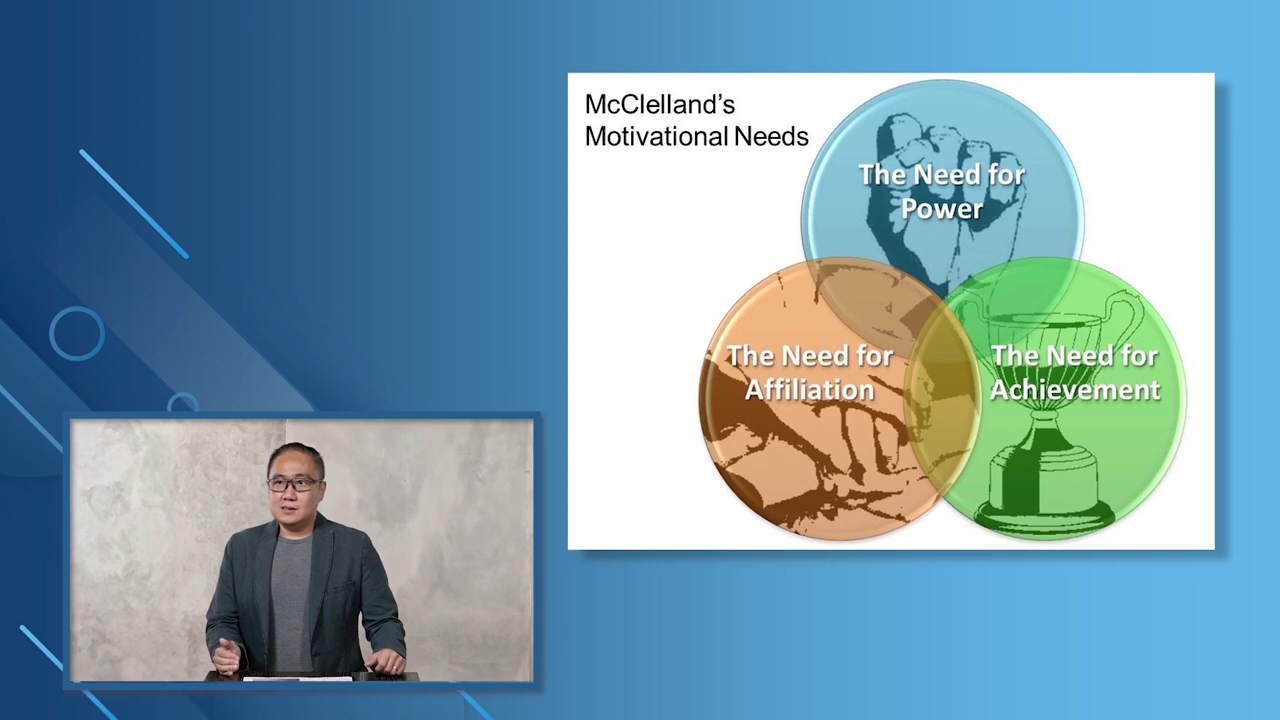 McClelland’s
Motivational Needs
The Need for
Power
The Need for
Affiliation
The Need for
Achievement